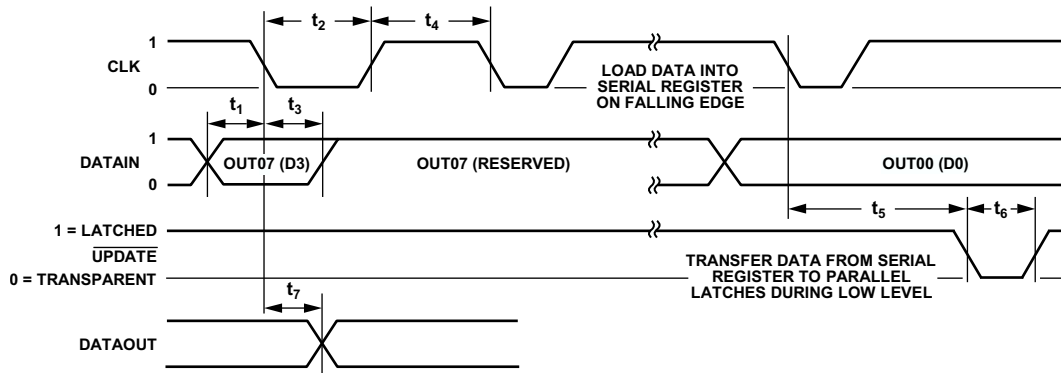 t2
t4
1
CLK
0
LOAD DATA INTO
SERIAL REGISTER
ON FALLING EDGE
t1
t3
1
DATAIN
0
OUT07 (D3)
OUT07 (RESERVED)
OUT00 (D0)
t5
t6
1 = LATCHED
UPDATE
0 = TRANSPARENT
TRANSFER DATA FROM SERIAL
REGISTER TO PARALLEL
LATCHES DURING LOW LEVEL
t7
DATAOUT